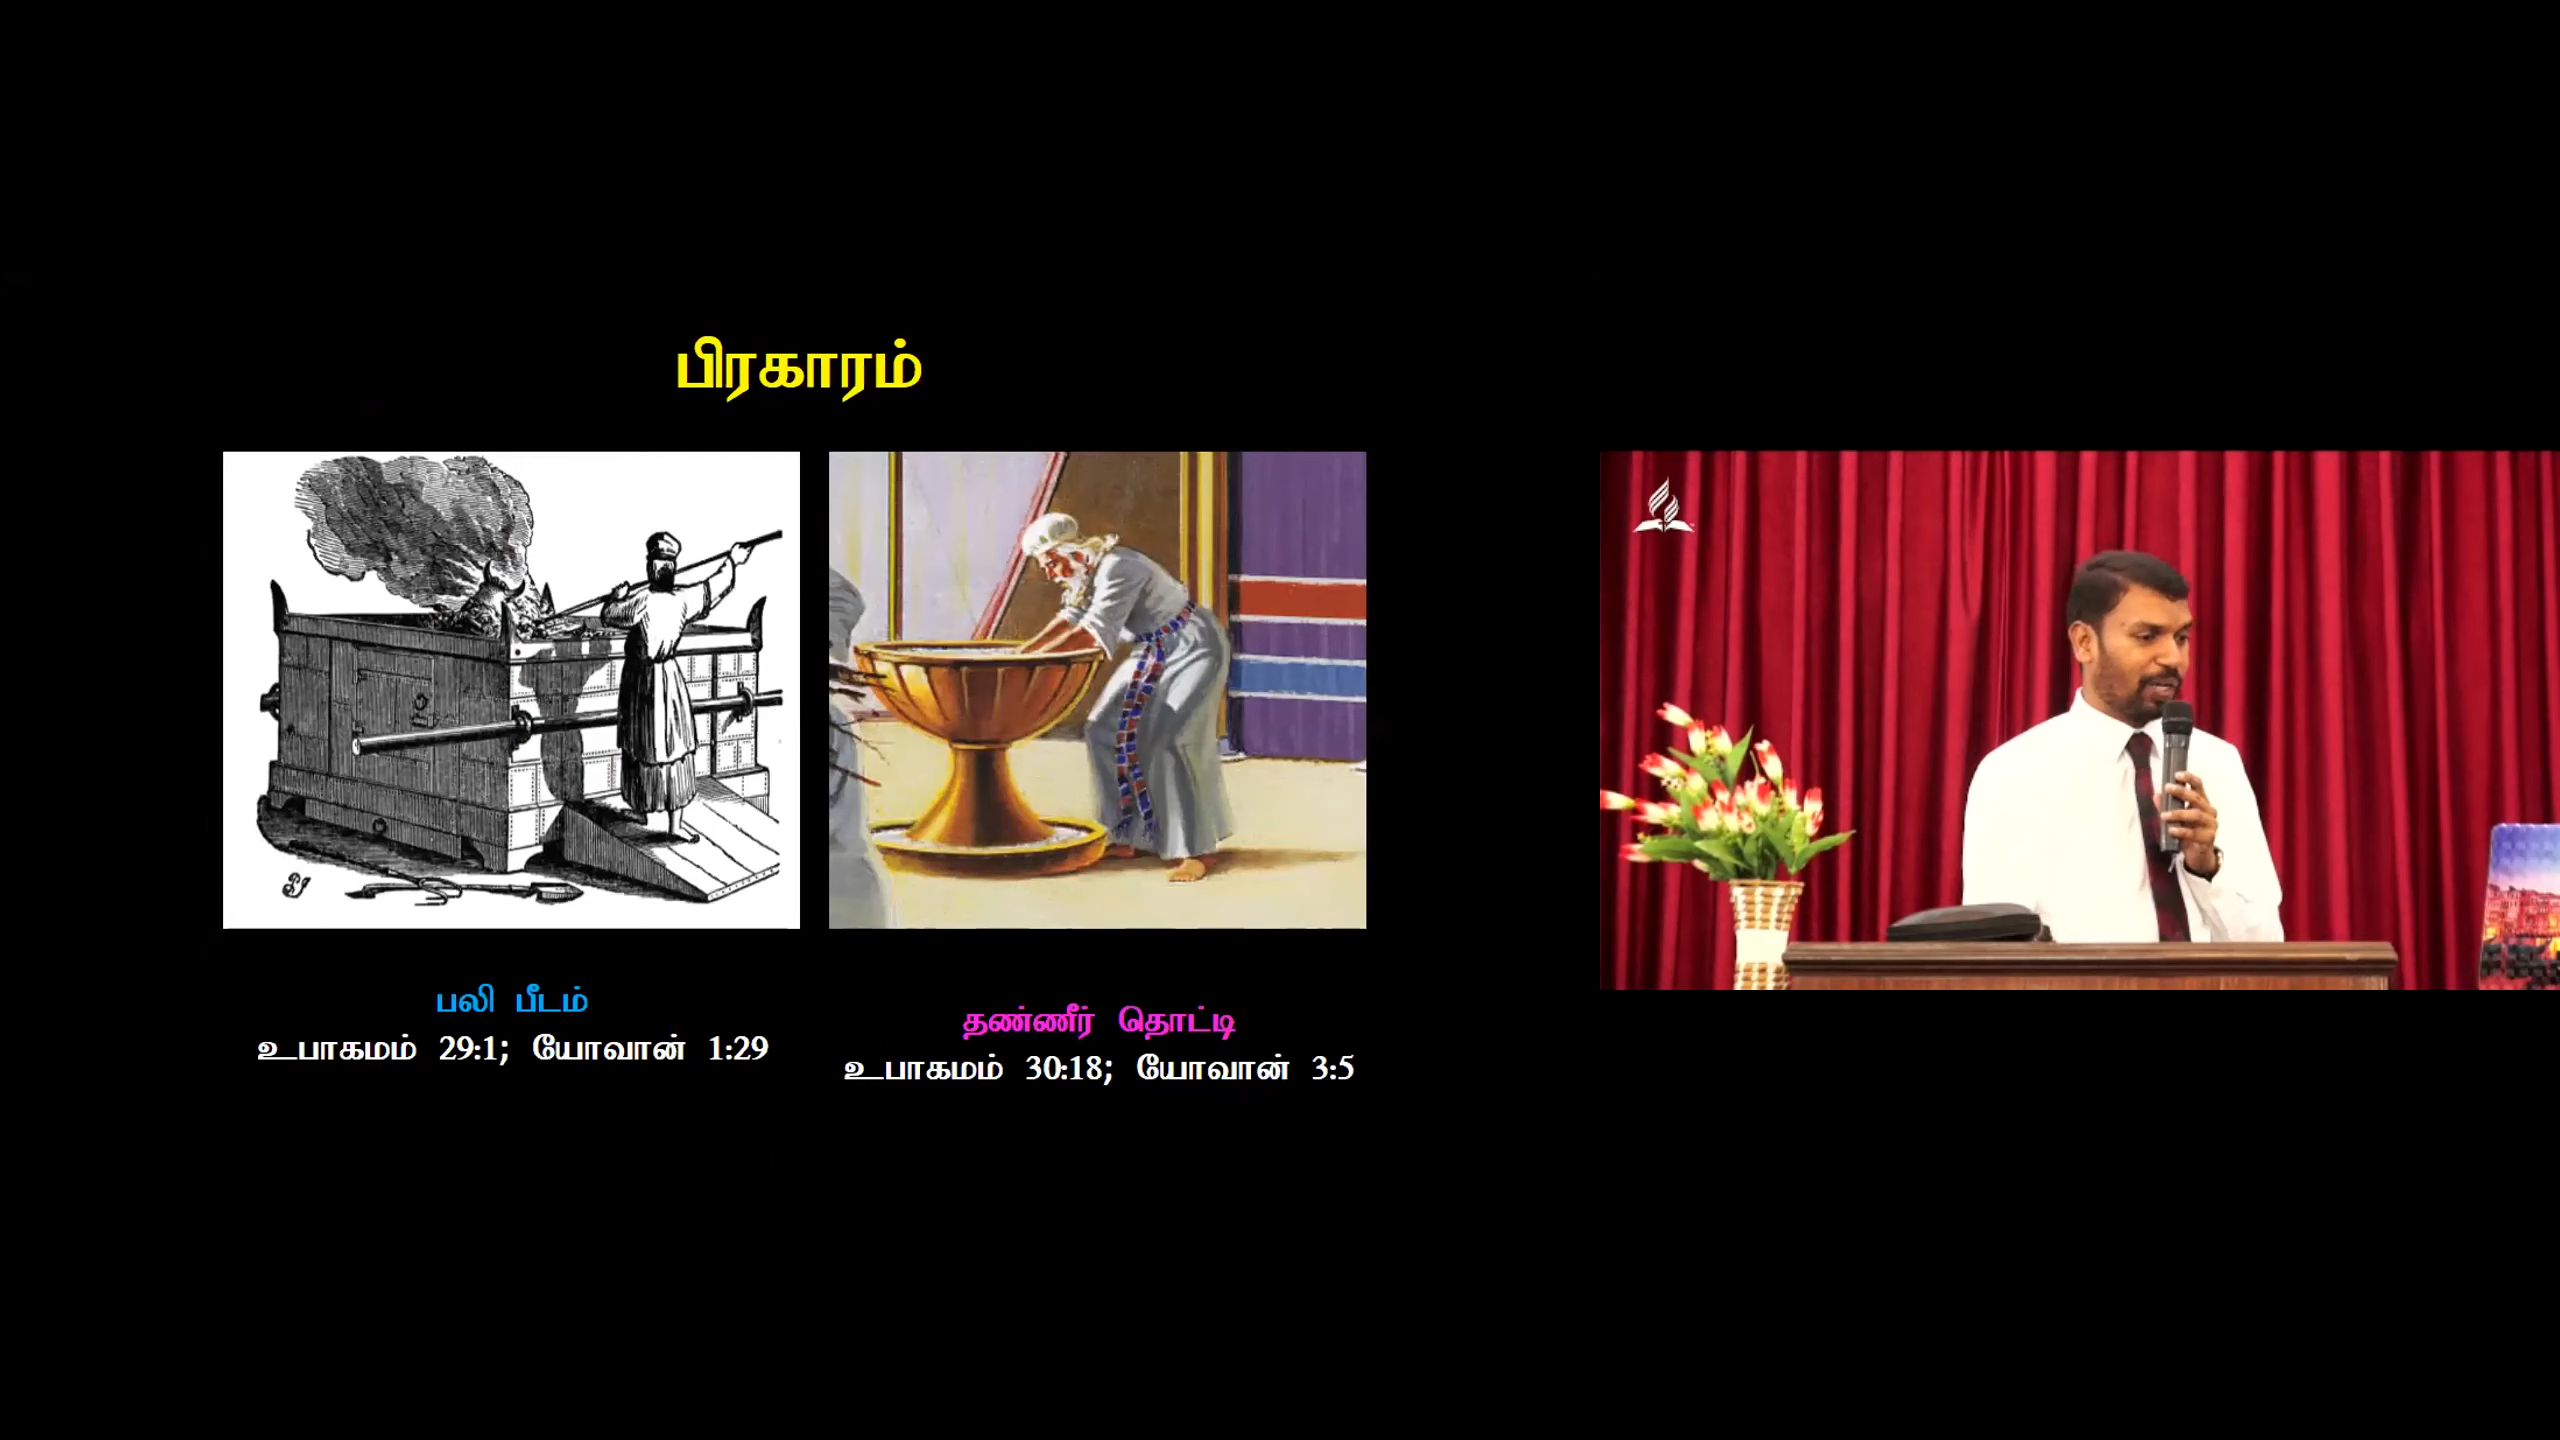 பிரகாரம்
பலி பீடம்
உபாகமம் 29:1; யோவான் 1:29
தண்ணீர் தொட்டி
உபாகமம் 30:18; யோவான் 3:5